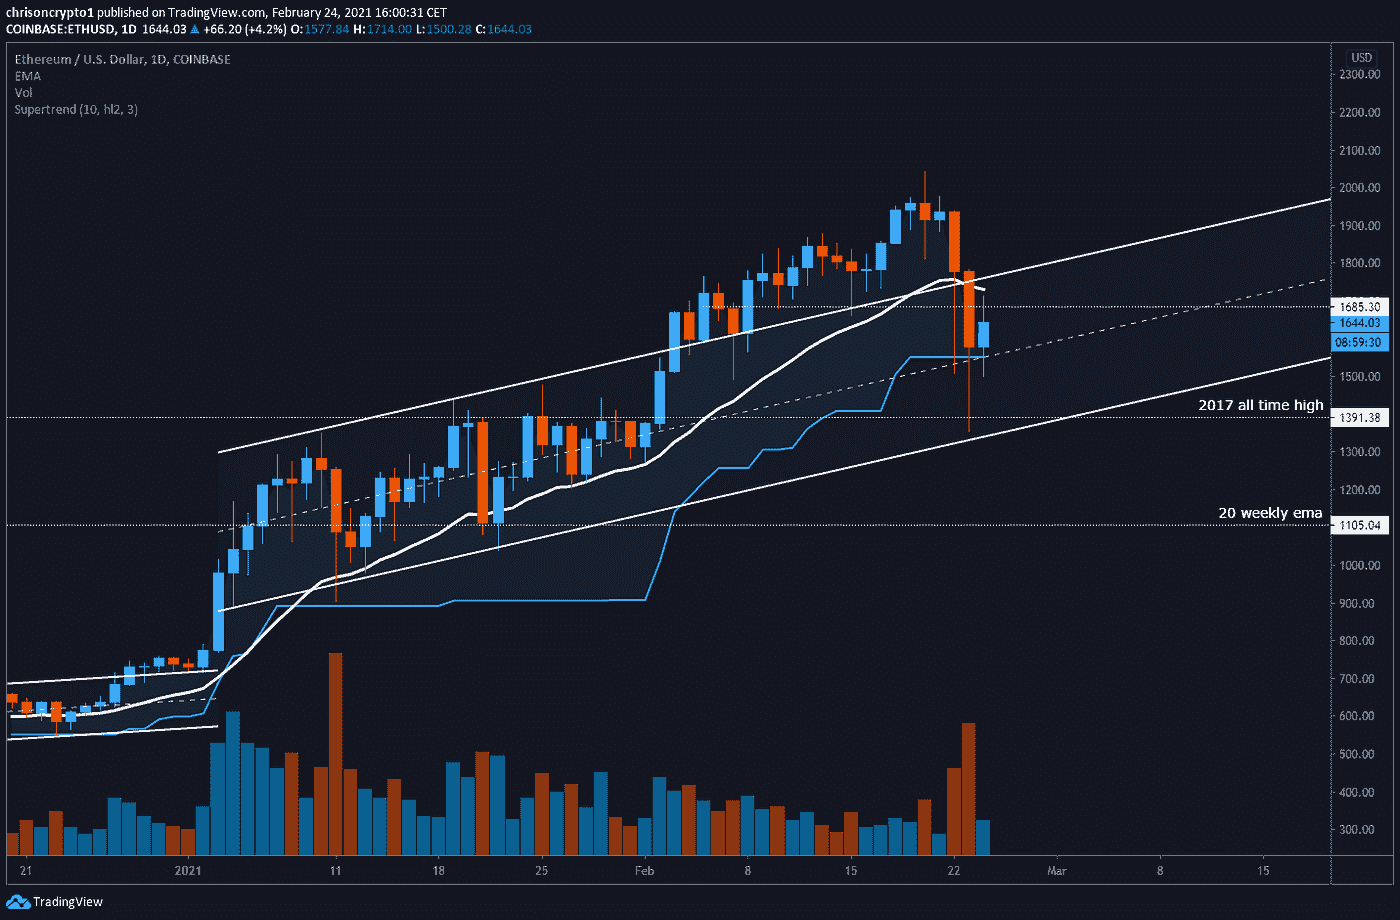 chrisoncrypto1 published on TradingView.com, February 24, 2021 16:00:31 CET
COINBASE:ETHUSD, 1D 1644.03 ▲ +66.20 (+4.2%) O:1577.84 H:1714.00 L:1500.28 C:1644.03
Ethereum / U.S. Dollar, 1D, COINBASE
EMA
Vol
Supertrend (10, hl2, 3)
USD
2300.00
2200.00
2100.00
2000.00
1900.00
1800.00
1685.30
1644.03
08:59:30
1500.00
2017 all time high
1391.38
1300.00
1200.00
20 weekly ema
1105.04
1000.00
900.00
800.00
700.00
600.00
500.00
400.00
300.00
21 2021 11 18 25 Feb 8 15 22 Mar 8 15
TradingView